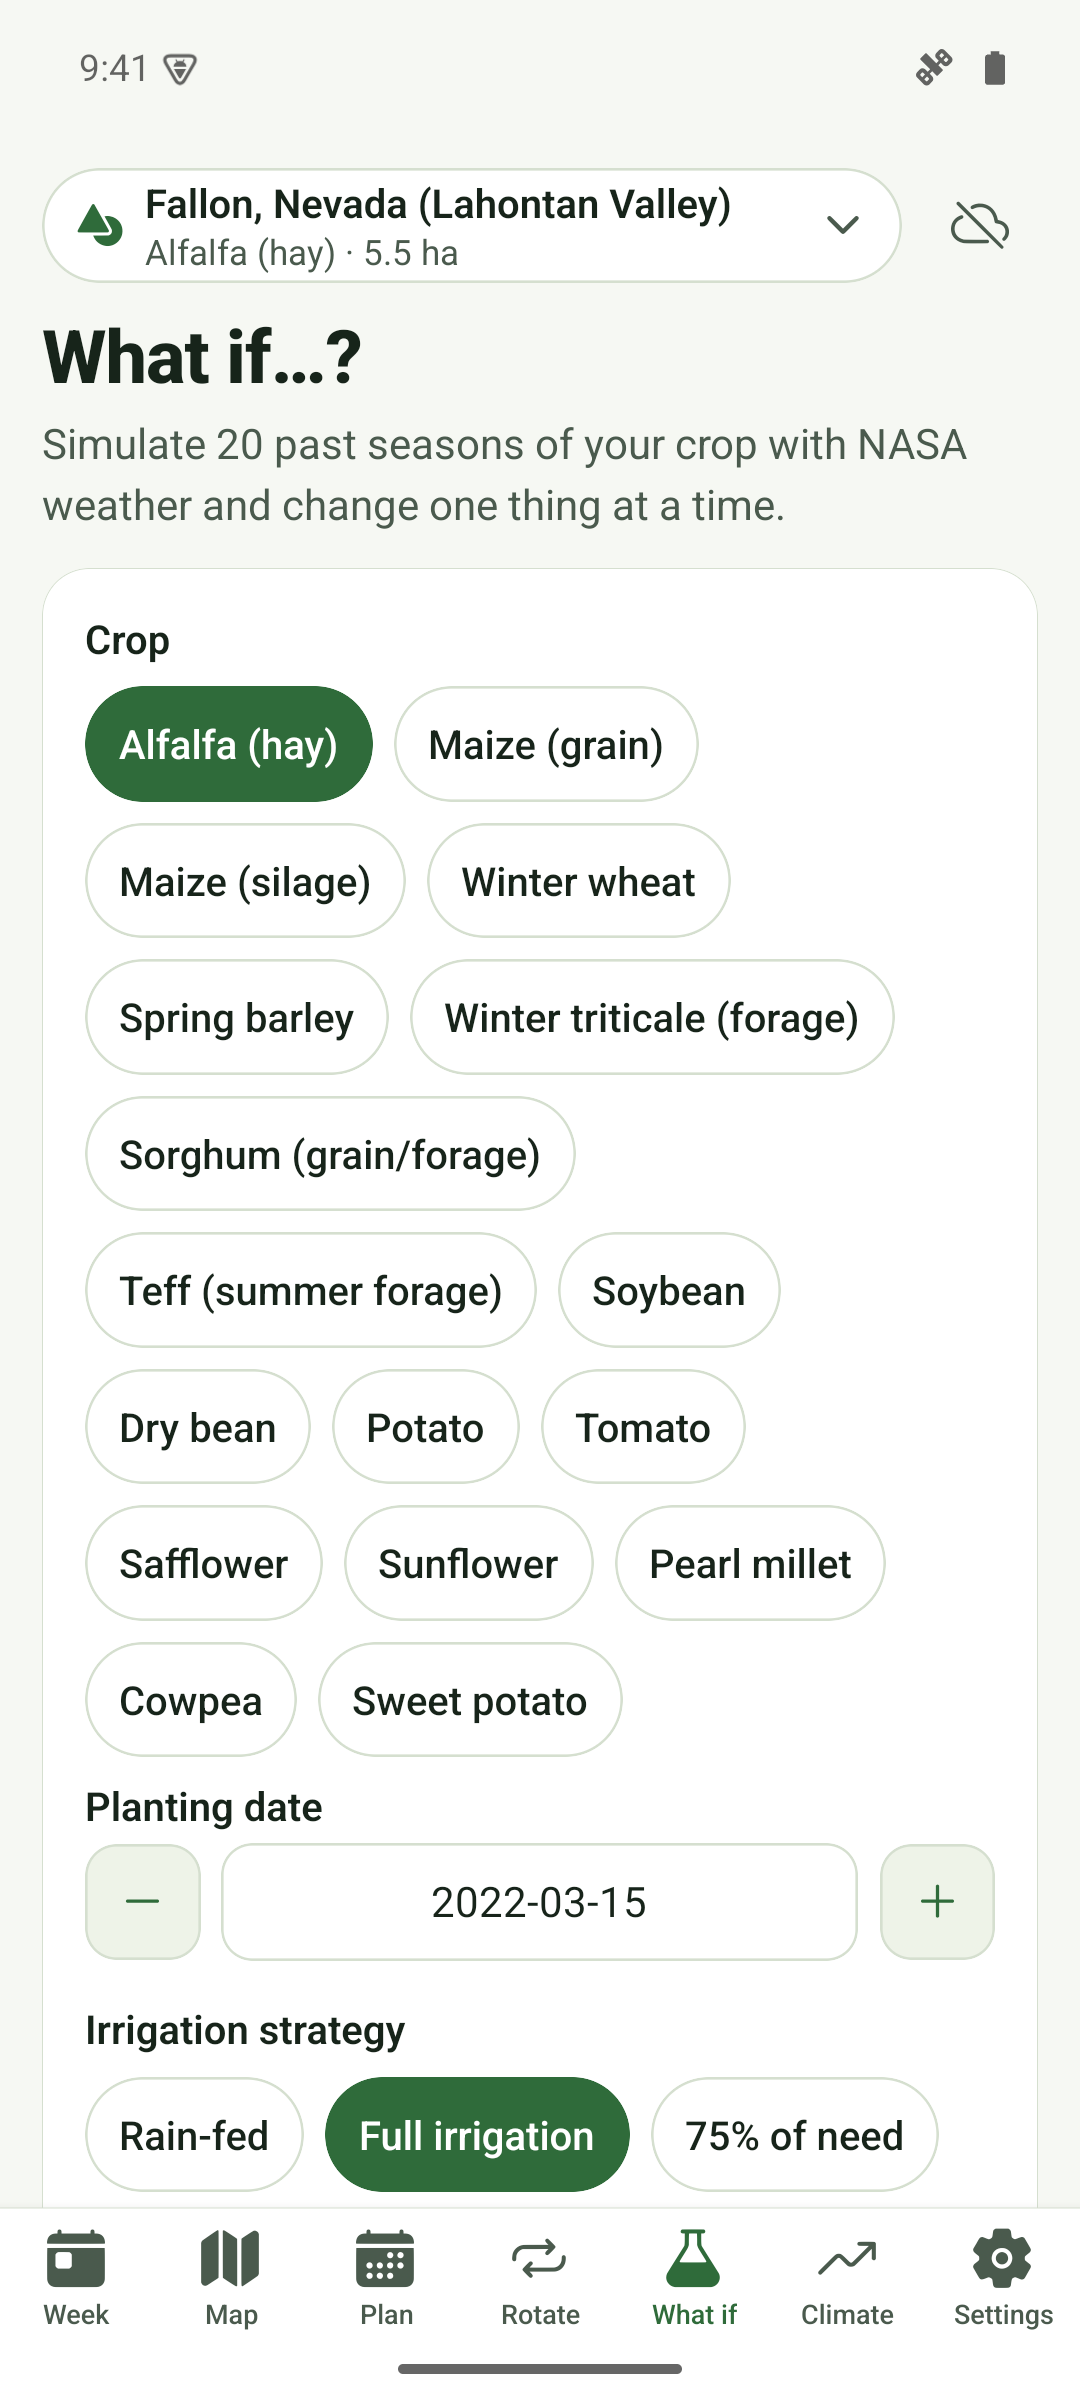 9:41
Fallon, Nevada (Lahontan Valley)
Alfalfa (hay) · 5.5 ha
What if…?
Simulate 20 past seasons of your crop with NASA
weather and change one thing at a time.
Crop
Alfalfa (hay) Maize (grain)
Maize (silage) Winter wheat
Spring barley Winter triticale (forage)
Sorghum (grain/forage)
Teff (summer forage) Soybean
Dry bean Potato Tomato
Safflower Sunflower Pearl millet
Cowpea Sweet potato
Planting date
− 2022-03-15 +
Irrigation strategy
Rain-fed Full irrigation 75% of need
Week Map Plan Rotate What if Climate Settings